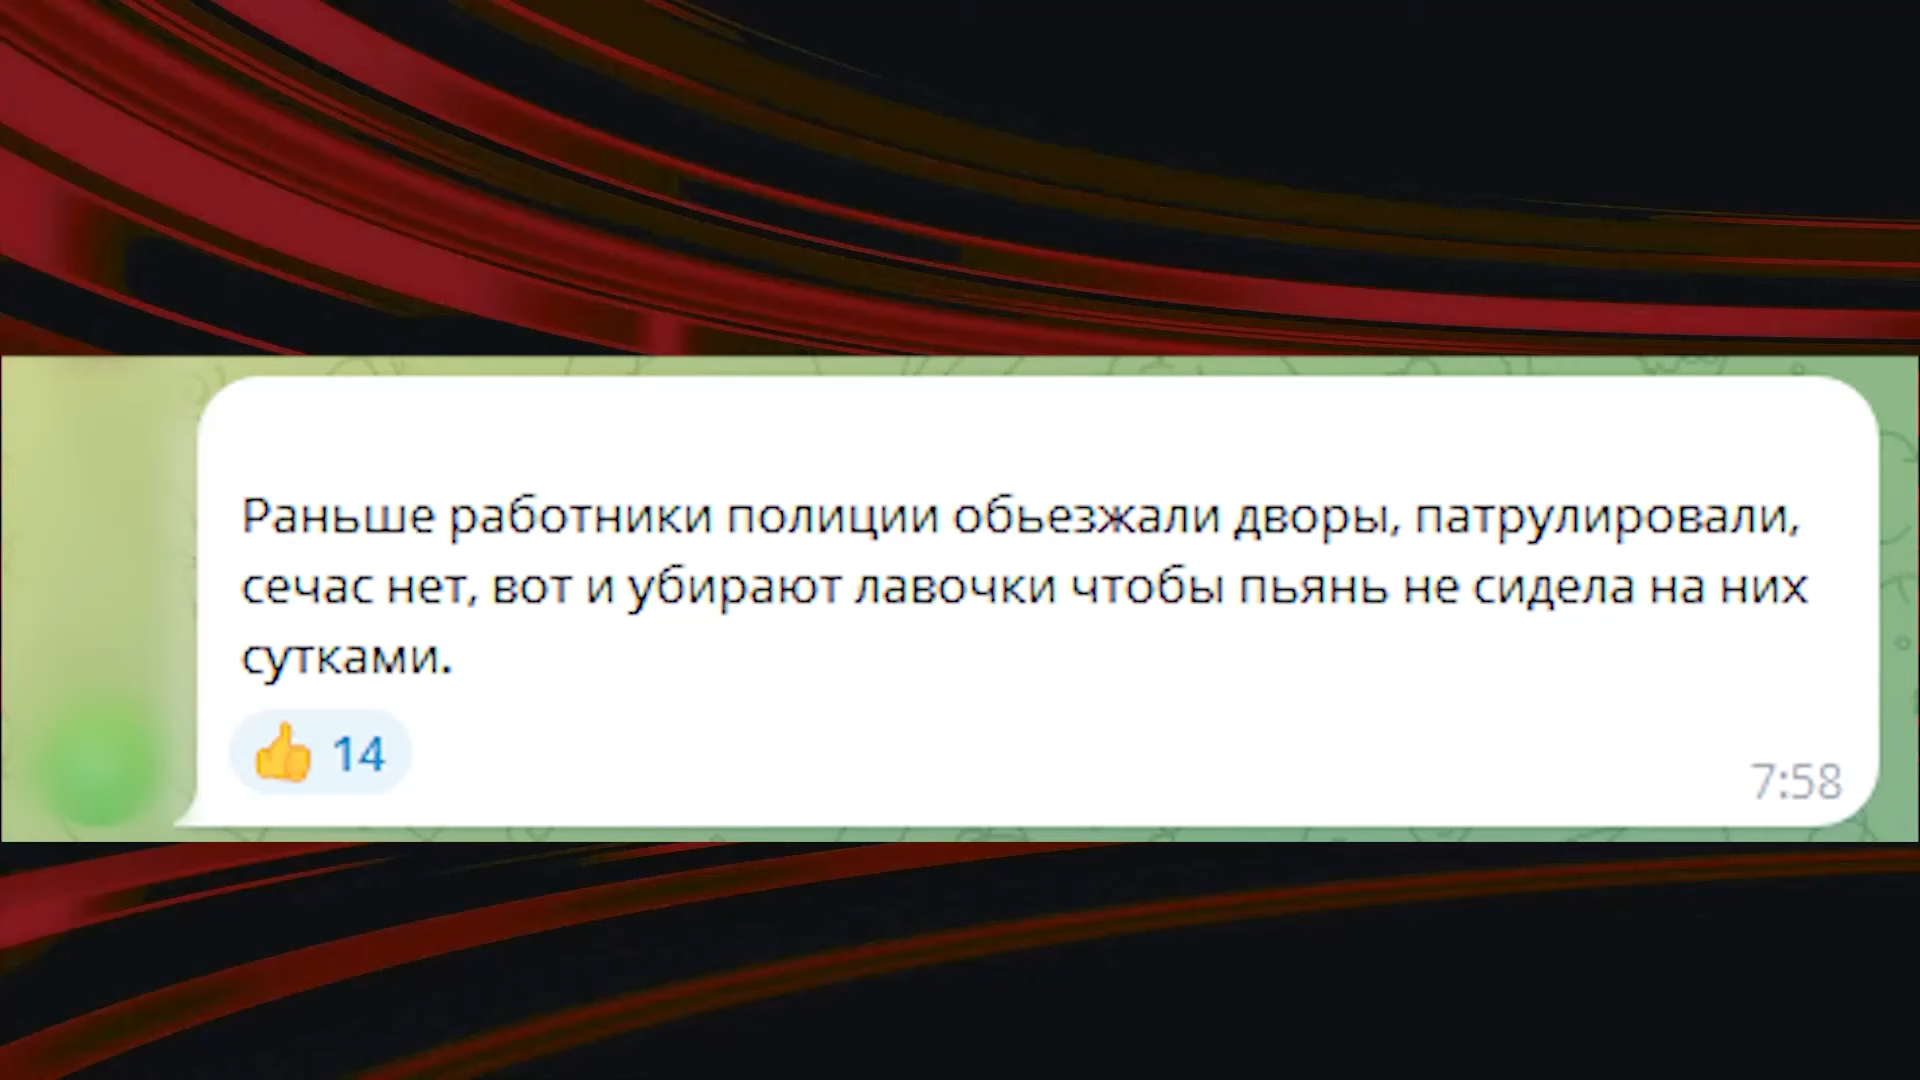 Раньше работники полиции обьезжали дворы, патрулировали,
сечас нет, вот и убирают лавочки чтобы пьянь не сидела на них
сутками.
👍 14
7:58